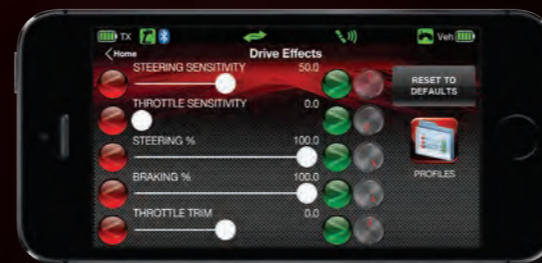 TX Veh
Home Drive Effects
STEERING SENSITIVITY 50.0
RESET TO
DEFAULTS
THROTTLE SENSITIVITY 0.0
STEERING % 100.0
PROFILES
BRAKING % 100.0
THROTTLE TRIM 0.0